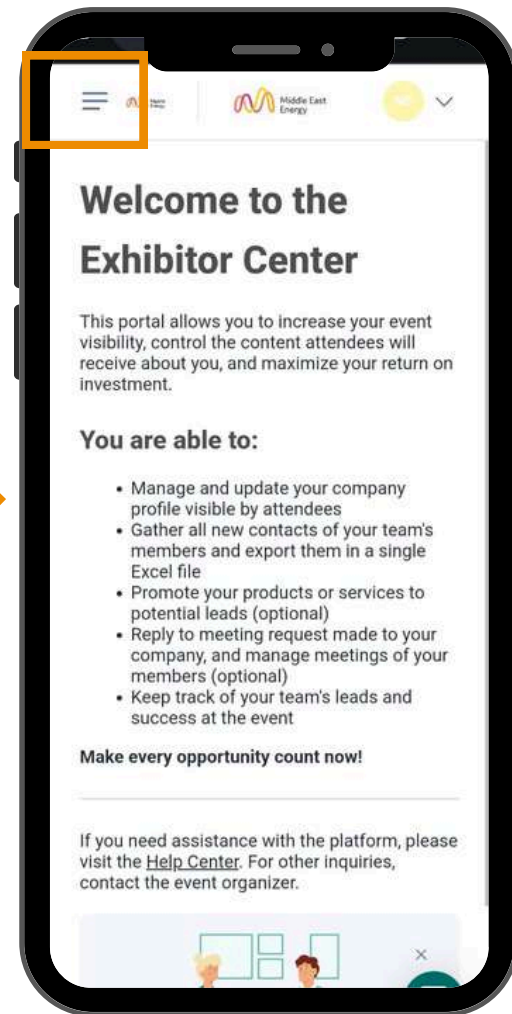 Middle East
Energy
Welcome to the
Exhibitor Center
This portal allows you to increase your event
visibility, control the content attendees will
receive about you, and maximize your return on
investment.
You are able to:
• Manage and update your company
profile visible by attendees
• Gather all new contacts of your team's
members and export them in a single
Excel file
• Promote your products or services to
potential leads (optional)
• Reply to meeting request made to your
company, and manage meetings of your
members (optional)
• Keep track of your team's leads and
success at the event
Make every opportunity count now!
If you need assistance with the platform, please
visit the Help Center. For other inquiries,
contact the event organizer.